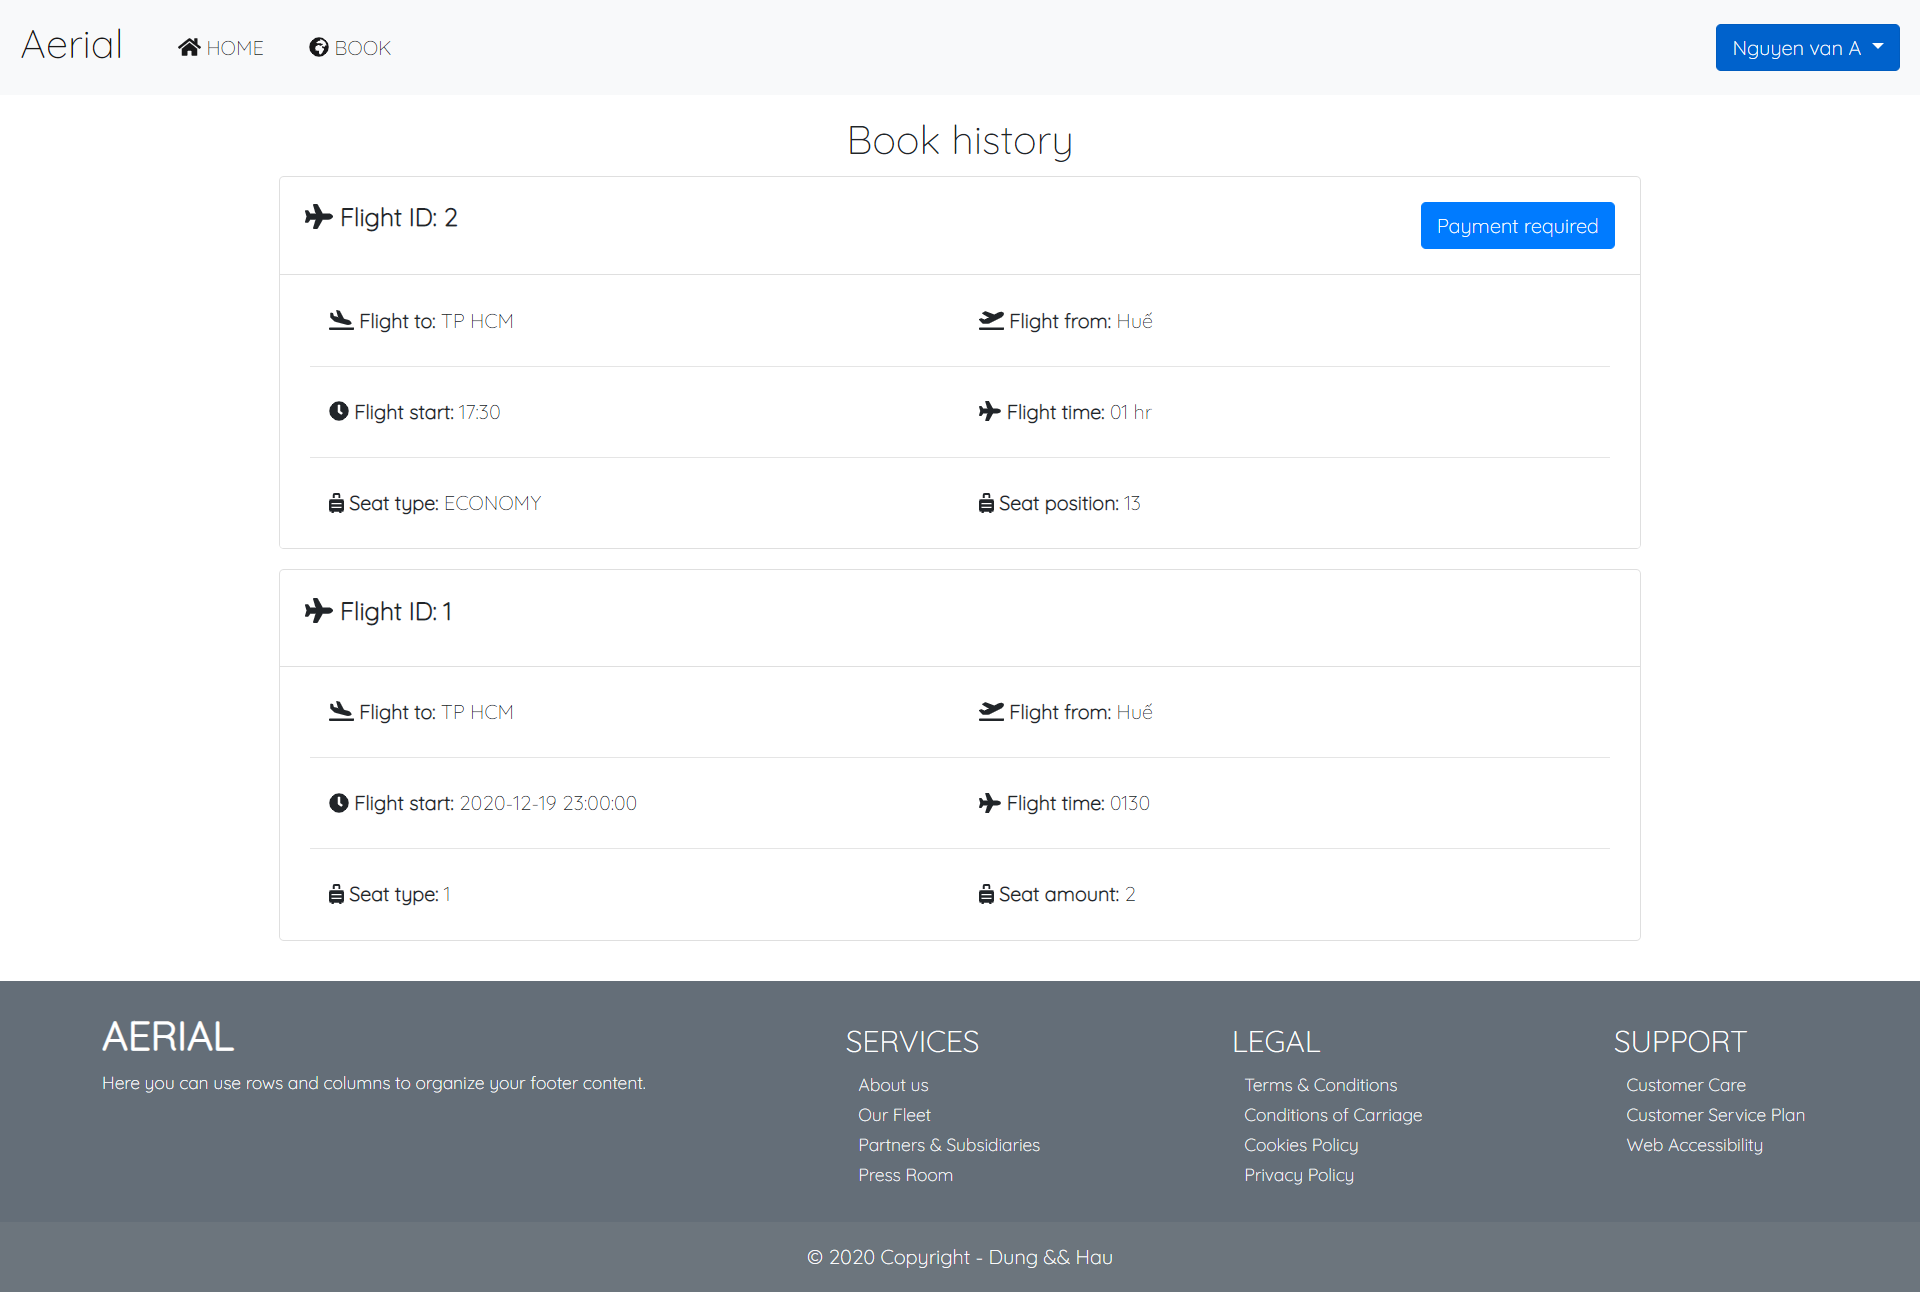 Aerial HOME BOOK Nguyen van A
Book history
Flight ID: 2 Payment required
Flight to: TP HCM Flight from: Huế
Flight start: 17:30 Flight time: 01 hr
Seat type: ECONOMY Seat position: 13
Flight ID: 1
Flight to: TP HCM Flight from: Huế
Flight start: 2020-12-19 23:00:00 Flight time: 0130
Seat type: 1 Seat amount: 2
AERIAL
Here you can use rows and columns to organize your footer content.
SERVICES
About us
Our Fleet
Partners & Subsidiaries
Press Room
LEGAL
Terms & Conditions
Conditions of Carriage
Cookies Policy
Privacy Policy
SUPPORT
Customer Care
Customer Service Plan
Web Accessibility
© 2020 Copyright - Dung && Hau